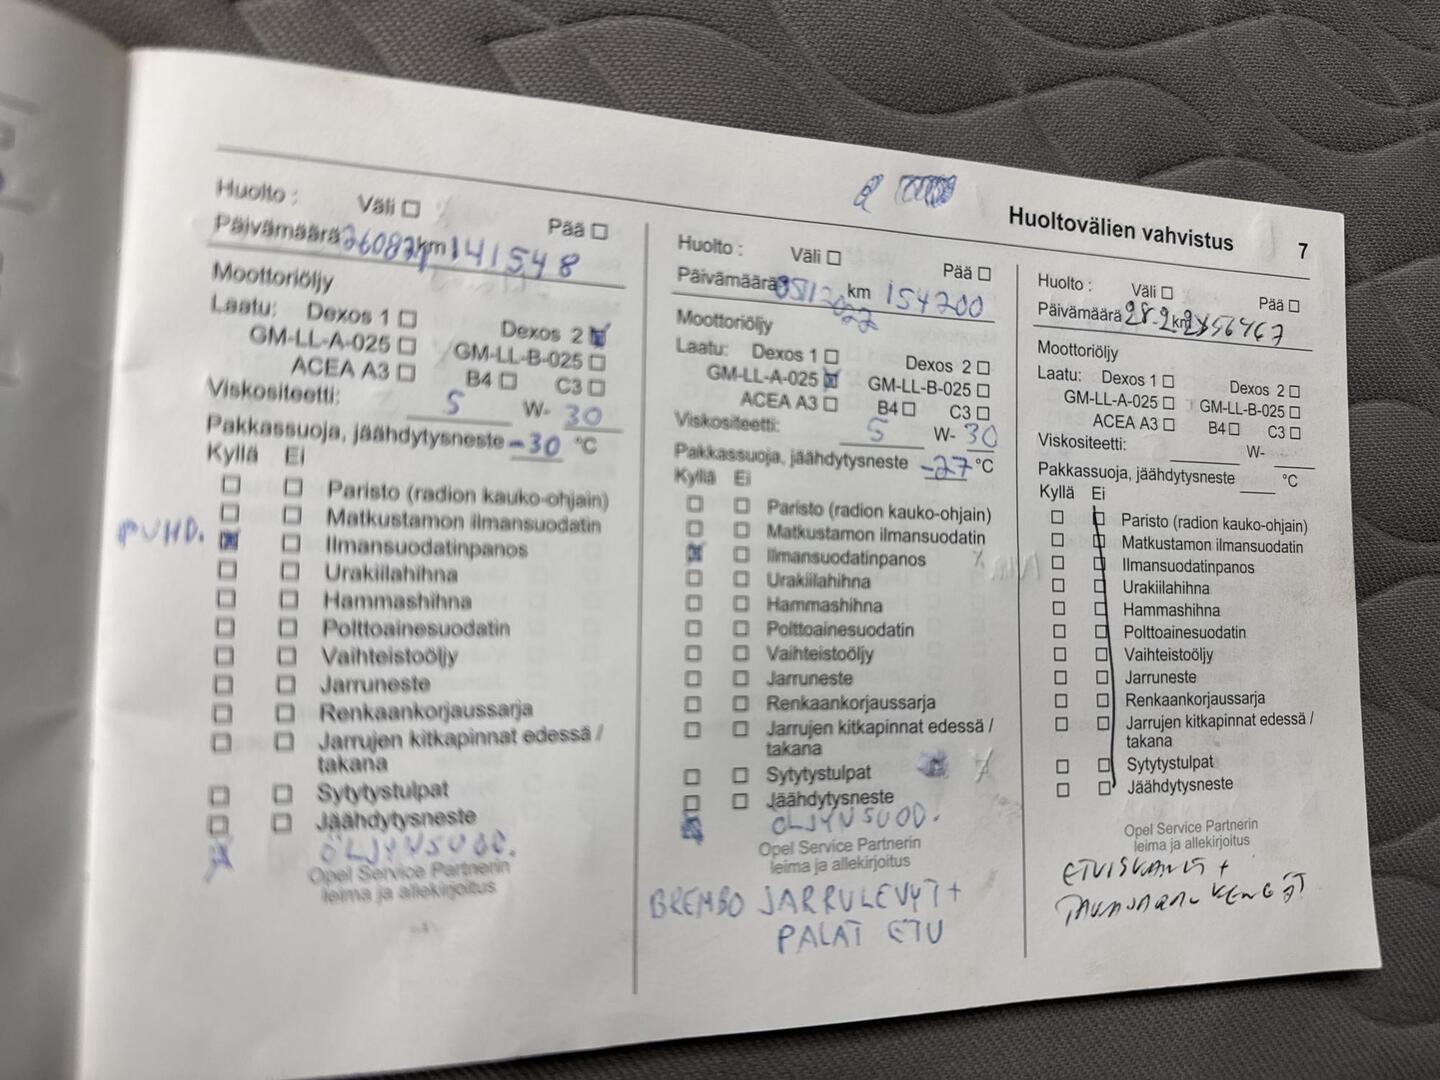 Huoltovälien vahvistus 7
Huolto : Väli Pää
Päivämäärä km 141548
Moottoriöljy
Laatu: Dexos 1 Dexos 2
GM-LL-A-025 GM-LL-B-025
ACEA A3 B4 C3
Viskositeetti: 5 W- 30
Pakkassuoja, jäähdytysneste -30 °C
Kyllä Ei
Paristo (radion kauko-ohjain)
Matkustamon ilmansuodatin
PUHD. Ilmansuodatinpanos
Urakiilahihna
Hammashihna
Polttoainesuodatin
Vaihteistoöljy
Jarruneste
Renkaankorjaussarja
Jarrujen kitkapinnat edessä /
takana
Sytytystulpat
Jäähdytysneste
ÖLJYNSUOD.
Opel Service Partnerin
leima ja allekirjoitus
Huolto : Väli Pää
Päivämäärä km 154200
Moottoriöljy
Laatu: Dexos 1 Dexos 2
GM-LL-A-025 GM-LL-B-025
ACEA A3 B4 C3
Viskositeetti: 5 W- 30
Pakkassuoja, jäähdytysneste -27 °C
Kyllä Ei
Paristo (radion kauko-ohjain)
Matkustamon ilmansuodatin
Ilmansuodatinpanos
Urakiilahihna
Hammashihna
Polttoainesuodatin
Vaihteistoöljy
Jarruneste
Renkaankorjaussarja
Jarrujen kitkapinnat edessä /
takana
Sytytystulpat
Jäähdytysneste
ÖLJYNSUOD.
Opel Service Partnerin
leima ja allekirjoitus
BREMBO JARRULEVYT +
PALAT ETU
Huolto : Väli Pää
Päivämäärä km
Moottoriöljy
Laatu: Dexos 1 Dexos 2
GM-LL-A-025 GM-LL-B-025
ACEA A3 B4 C3
Viskositeetti: W-
Pakkassuoja, jäähdytysneste °C
Kyllä Ei
Paristo (radion kauko-ohjain)
Matkustamon ilmansuodatin
Ilmansuodatinpanos
Urakiilahihna
Hammashihna
Polttoainesuodatin
Vaihteistoöljy
Jarruneste
Renkaankorjaussarja
Jarrujen kitkapinnat edessä /
takana
Sytytystulpat
Jäähdytysneste
Opel Service Partnerin
leima ja allekirjoitus